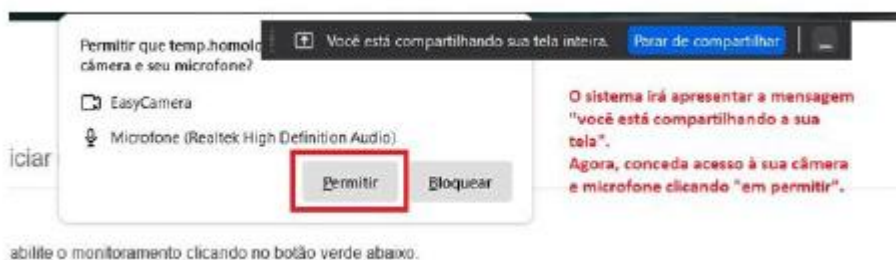 Permitir que temp.homolo
câmera e seu microfone?
Você está compartilhando sua tela inteira. Parar de compartilhar
EasyCamera
Microfone (Realtek High Definition Audio)
iciar
Permitir Bloquear
O sistema irá apresentar a mensagem
"você está compartilhando a sua
tela".
Agora, conceda acesso à sua câmera
e microfone clicando "em permitir".
abilite o monitoramento clicando no botão verde abaixo.